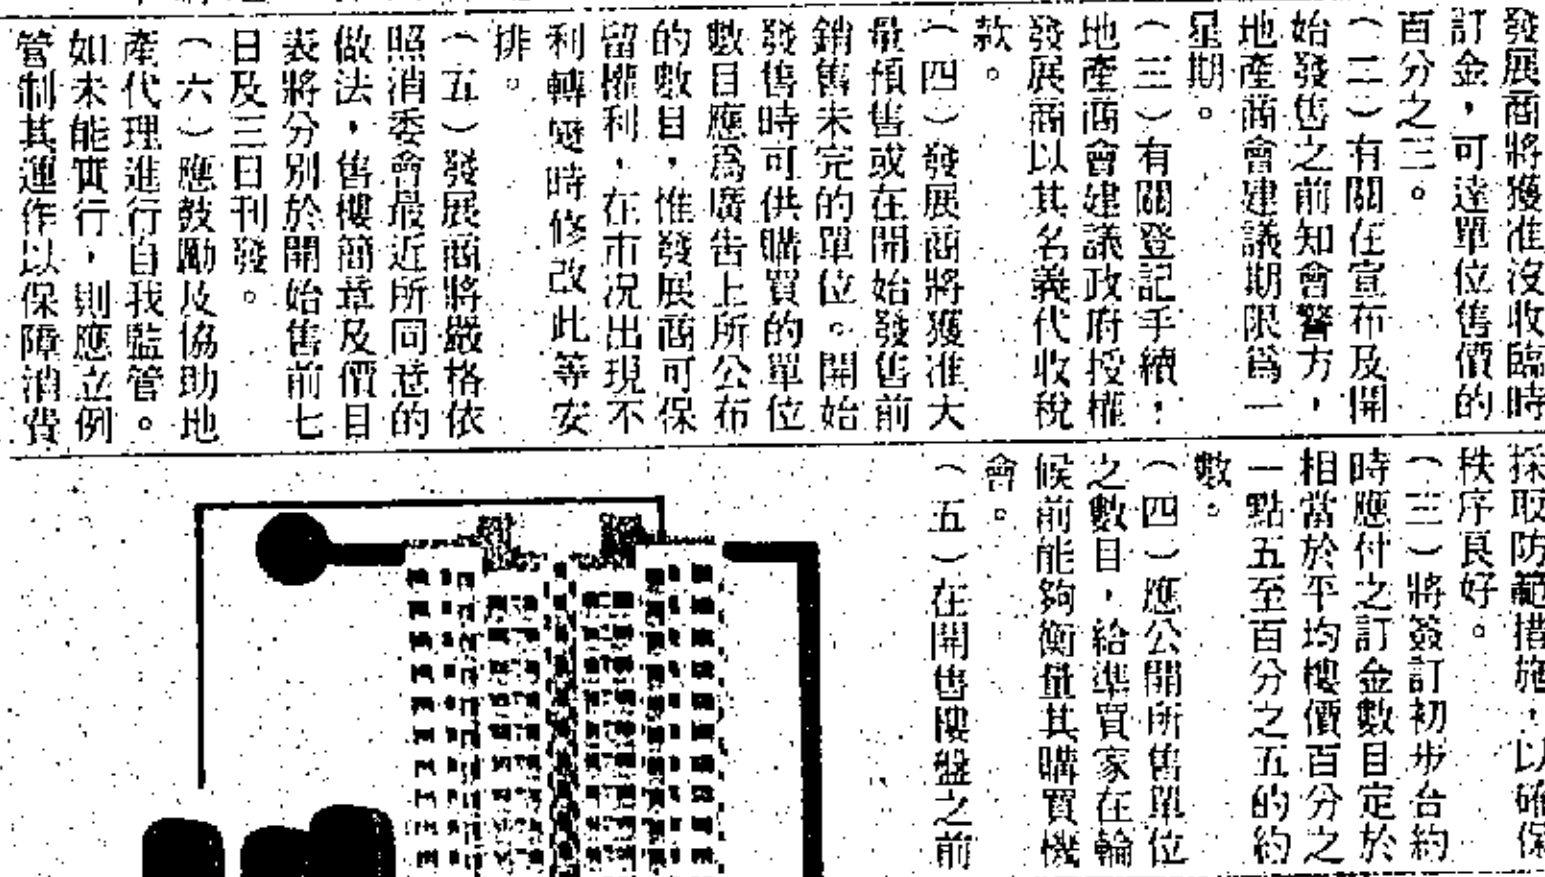 發展商將獲准沒收臨時
訂金，可達單位售價的
百分之三。
（二）有關在宣布及開
始發售之前知會警方，
地產商會建議期限爲一
星期。
（三）有關登記手續，
地產商會建議政府授權
發展商以其名義代收稅
款。
（四）發展商將獲准大
量預售或在開始發售前
銷售未完的單位。開始
發售時可供購買的單位
數目應爲廣告上所公布
的數目，惟發展商可保
留權利，在市况出現不
利轉變時修改此等安
排。
（五）發展商將嚴格依
照消委會最近所同意的
做法，售樓簡章及價目
表將分別於開始售前七
日及三日刊發。
（六）應鼓勵及協助地
產代理進行自我監管。
如未能實行，則應立例
管制其運作以保障消費
採取防範措施，以確保
秩序良好。
（三）將簽訂初步合約
時應付之訂金數目定於
相當於平均樓價百分之
一點五至百分之五的約
數。
（四）應公開所售單位
之數目，給準買家在輪
候前能夠衡量其購買機
會。
（五）在開售樓盤之前